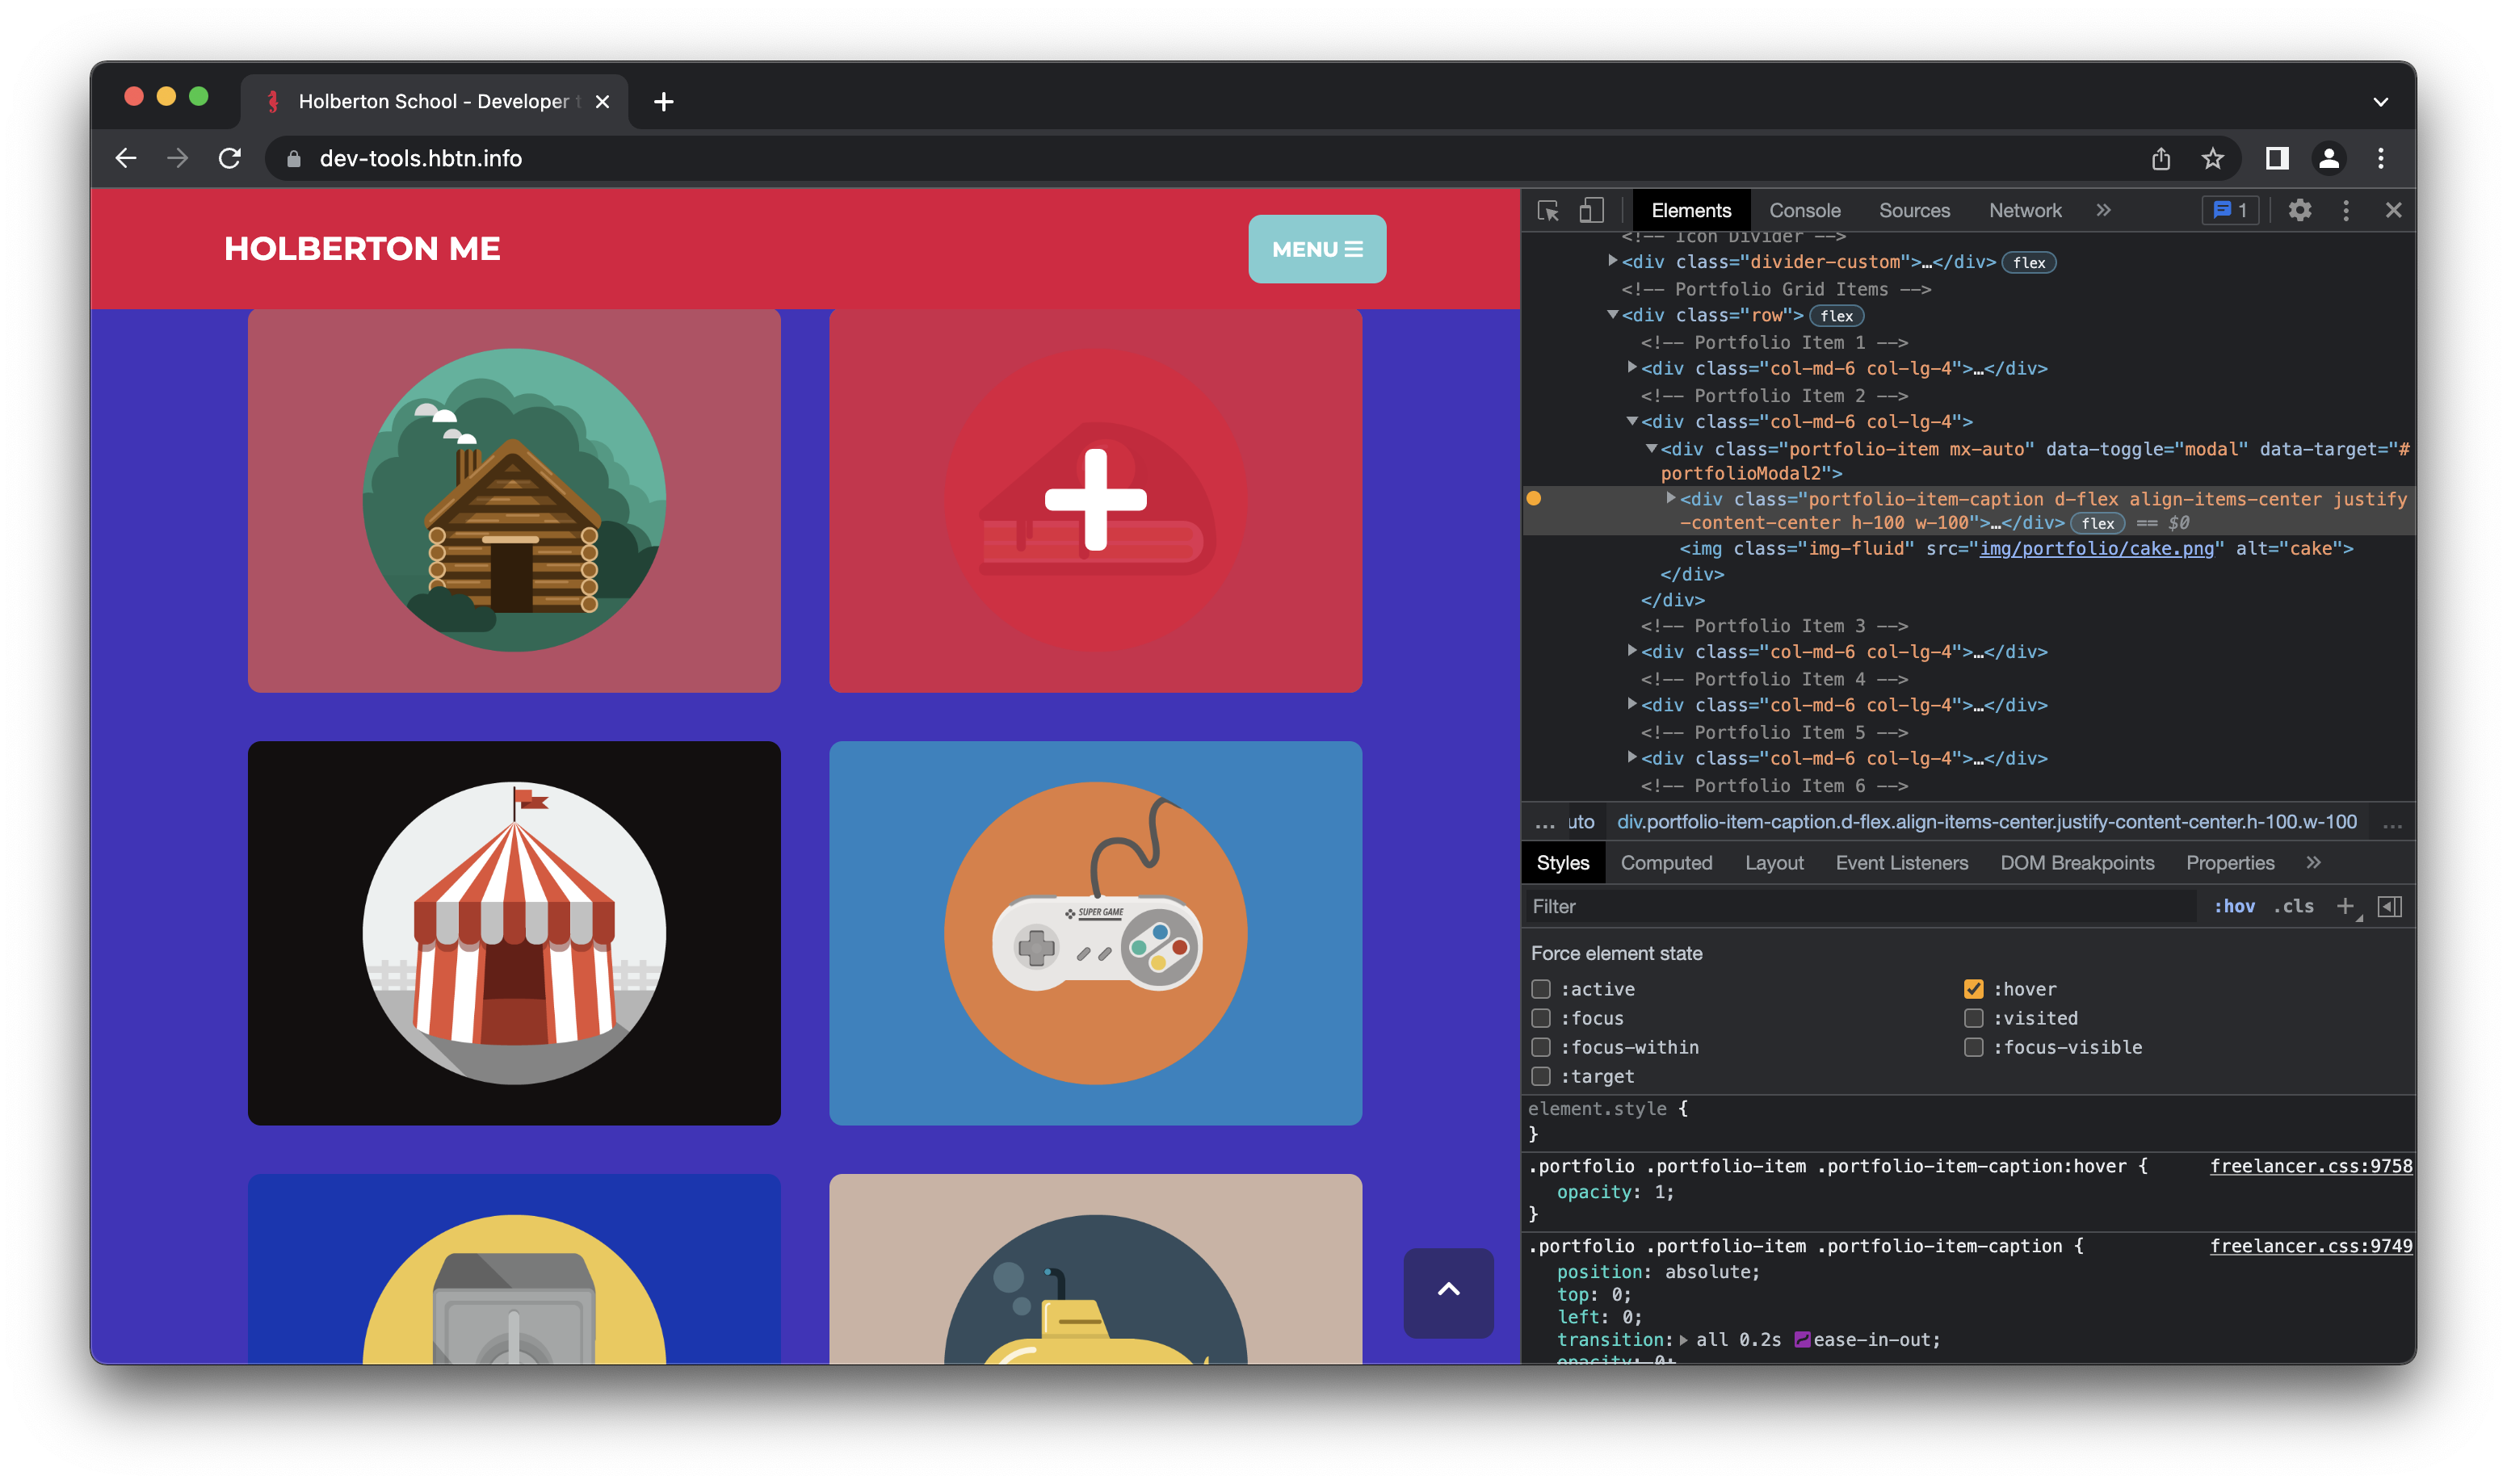 Holberton School - Developer t
dev-tools.hbtn.info
HOLBERTON ME
MENU
SUPER GAME
Elements Console Sources Network 1
<!-- Icon Divider -->
<div class="divider-custom">…</div> flex
<!-- Portfolio Grid Items -->
<div class="row"> flex
<!-- Portfolio Item 1 -->
<div class="col-md-6 col-lg-4">…</div>
<!-- Portfolio Item 2 -->
<div class="col-md-6 col-lg-4">
<div class="portfolio-item mx-auto" data-toggle="modal" data-target="#
portfolioModal2">
<div class="portfolio-item-caption d-flex align-items-center justify
-content-center h-100 w-100">…</div> flex == $0
<img class="img-fluid" src="img/portfolio/cake.png" alt="cake">
</div>
</div>
<!-- Portfolio Item 3 -->
<div class="col-md-6 col-lg-4">…</div>
<!-- Portfolio Item 4 -->
<div class="col-md-6 col-lg-4">…</div>
<!-- Portfolio Item 5 -->
<div class="col-md-6 col-lg-4">…</div>
<!-- Portfolio Item 6 -->
... uto div.portfolio-item-caption.d-flex.align-items-center.justify-content-center.h-100.w-100 ...
Styles Computed Layout Event Listeners DOM Breakpoints Properties
Filter :hov .cls
Force element state
:active :hover
:focus :visited
:focus-within :focus-visible
:target
element.style {
}
.portfolio .portfolio-item .portfolio-item-caption:hover { freelancer.css:9758
opacity: 1;
}
.portfolio .portfolio-item .portfolio-item-caption { freelancer.css:9749
position: absolute;
top: 0;
left: 0;
transition: all 0.2s ease-in-out;
opacity: 0;